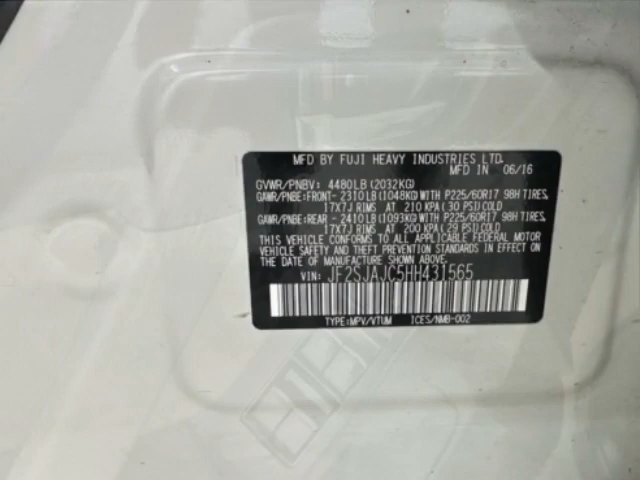 MFD BY FUJI HEAVY INDUSTRIES LTD.
MFD IN 06/16
GVWR/PNBV: 4480LB(2032KG)
GAWR/PNBE:FRONT- 2310LB(1048KG)WITH P225/60R17 98H TIRES,
17X7J RIMS AT 210 KPA(30 PSI)COLD
GAWR/PNBE:REAR - 2410LB(1093KG)WITH P225/60R17 98H TIRES,
17X7J RIMS AT 200 KPA(29 PSI)COLD
THIS VEHICLE CONFORMS TO ALL APPLICABLE FEDERAL MOTOR
VEHICLE SAFETY AND THEFT PREVENTION STANDARDS IN EFFECT ON
THE DATE OF MANUFACTURE SHOWN ABOVE.
VIN: JF2SJAJC5HH431565
TYPE:MPV/VTUM ICES/NMB-002